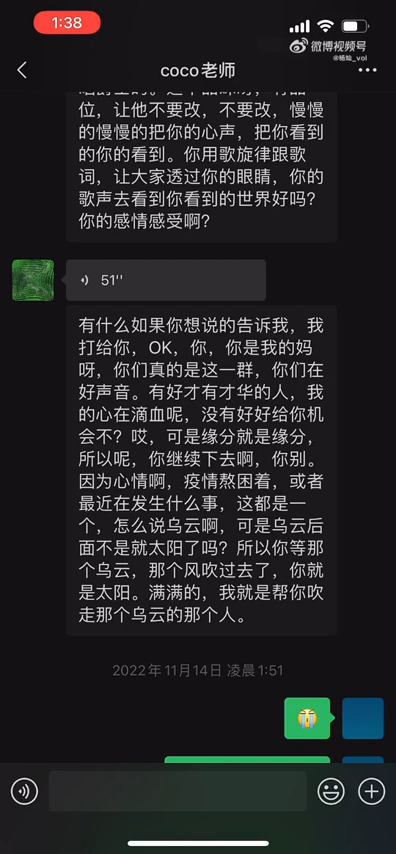 1:38
微博视频号
@杨灿_vol
coco老师
位，让他不要改，不要改，慢慢
的慢慢的把你的心声，把你看到
的你的看到。你用歌旋律跟歌
词，让大家透过你的眼睛，你的
歌声去看到你看到的世界好吗？
你的感情感受啊？
51''
有什么如果你想说的告诉我，我
打给你，OK，你，你是我的妈
呀，你们真的是这一群，你们在
好声音。有好才有才华的人，我
的心在滴血呢，没有好好给你机
会不？哎，可是缘分就是缘分，
所以呢，你继续下去啊，你别。
因为心情啊，疫情熬困着，或者
最近在发生什么事，这都是一
个，怎么说乌云啊，可是乌云后
面不是就太阳了吗？所以你等那
个乌云，那个风吹过去了，你就
是太阳。满满的，我就是帮你吹
走那个乌云的那个人。
2022年11月14日 凌晨1:51